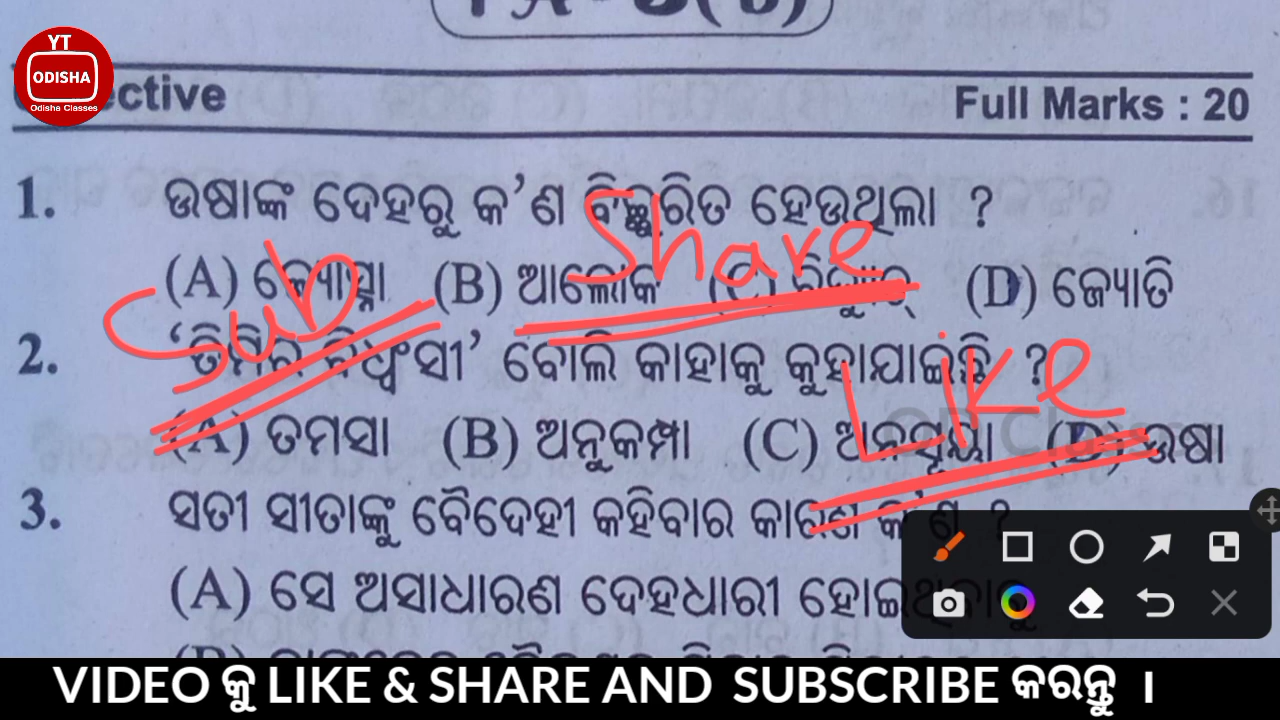 YT
ODISHA
Odisha Classes
ective
Full Marks : 20
1. ଉଷାଙ୍କ ଦେହରୁ କ'ଣ ବିଚ୍ଛୁରିତ ହେଉଥିଲା ?
Share
(A) ଜ୍ୟୋତ୍ସ୍ନା (B) ଆଲୋକ (C) ବିଦ୍ୟୁତ୍ (D) ଜ୍ୟୋତି
Sub
2. 'ତିମିର ବିଧ୍ୱଂସୀ' ବୋଲି କାହାକୁ କୁହାଯାଇଛି ?
Like
(A) ତମସା (B) ଅନୁକମ୍ପା (C) ଅନସୂୟା (D) ଉଷା
3. ସତୀ ସୀତାଙ୍କୁ ବୈଦେହୀ କହିବାର କାରଣ କ'ଣ ?
(A) ସେ ଅସାଧାରଣ ଦେହଧାରୀ ହୋଇଥିବାରୁ
VIDEO କୁ LIKE & SHARE AND SUBSCRIBE କରନ୍ତୁ ।